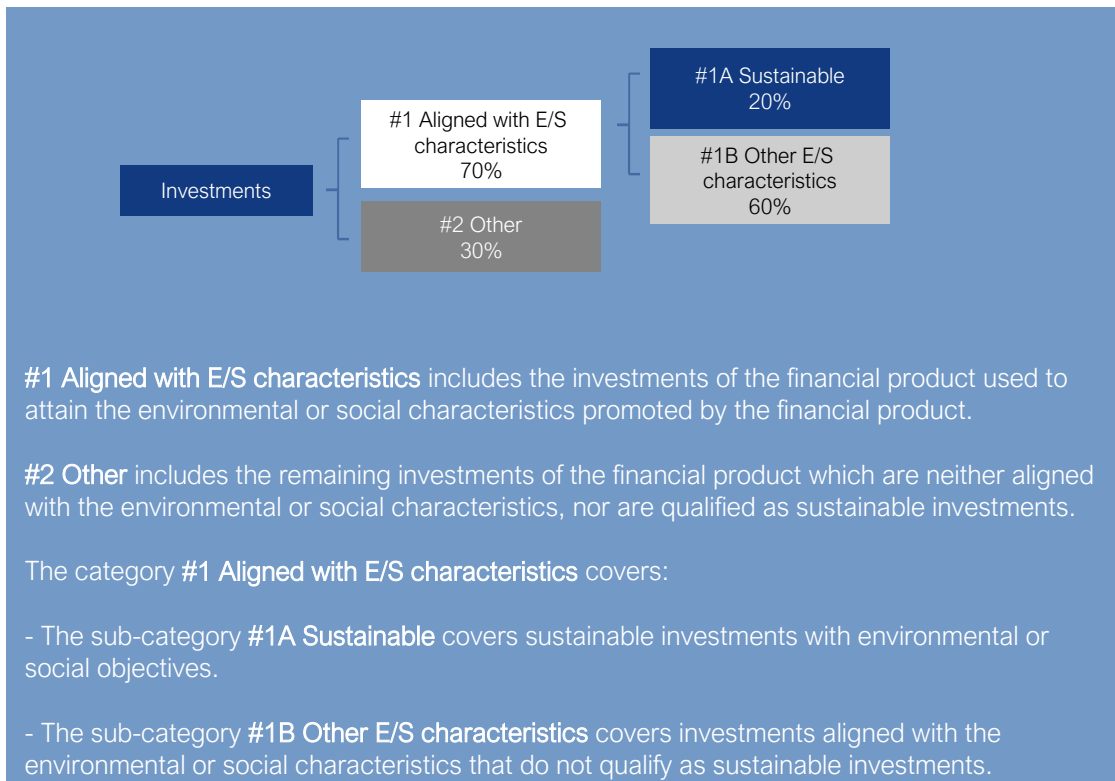 #1A Sustainable
20%
#1 Aligned with E/S
characteristics
70%
#1B Other E/S
characteristics
60%
Investments
#2 Other
30%
#1 Aligned with E/S characteristics includes the investments of the financial product used to
attain the environmental or social characteristics promoted by the financial product.
#2 Other includes the remaining investments of the financial product which are neither aligned
with the environmental or social characteristics, nor are qualified as sustainable investments.
The category #1 Aligned with E/S characteristics covers:
- The sub-category #1A Sustainable covers sustainable investments with environmental or
social objectives.
- The sub-category #1B Other E/S characteristics covers investments aligned with the
environmental or social characteristics that do not qualify as sustainable investments.